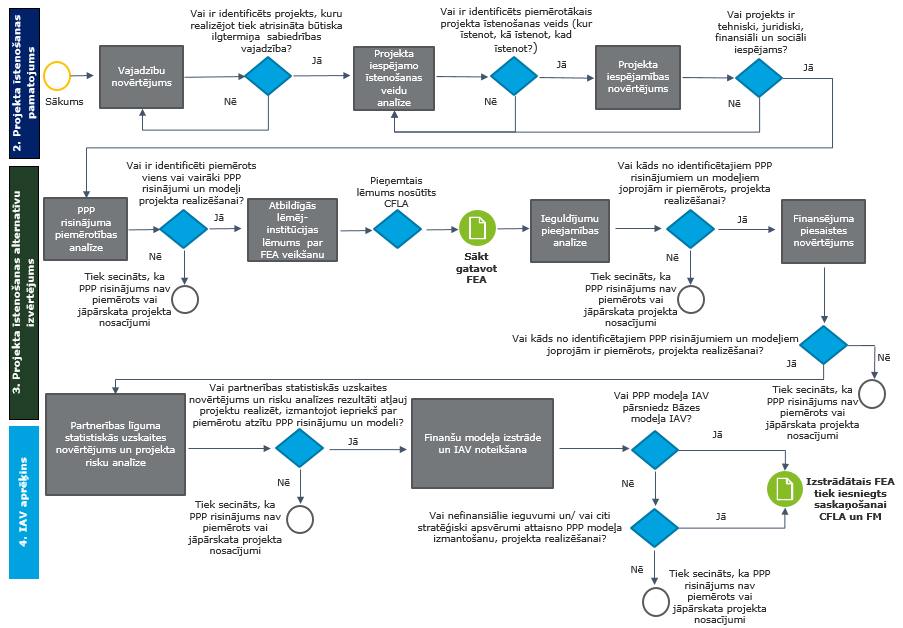 2. Projekta īstenošanas
pamatojums
Sākums
Vajadzību
novērtējums
Vai ir identificēts projekts, kuru
realizējot tiek atrisināta būtiska
ilgtermiņa sabiedrības
vajadzība?
Jā
Nē
Projekta
iespējamo
īstenošanas
veidu
analīze
Vai ir identificēts piemērotākais
projekta īstenošanas veids (kur
īstenot, kā īstenot, kad
īstenot?)
Jā
Nē
Projekta
iespējamības
novērtējums
Vai projekts ir
tehniski, juridiski,
finansiāli un sociāli
iespējams?
Jā
Nē
3. Projekta īstenošanas alternatīvu
izvērtējums
PPP
risinājuma
piemērotības
analīze
Vai ir identificēti piemērots
viens vai vairāki PPP
risinājumi un modeļi
projekta realizēšanai?
Jā
Nē
Tiek secināts, ka
PPP risinājums nav
piemērots vai
jāpārskata projekta
nosacījumi
Atbildīgās
lēmēj-
institūcijas
lēmums par
FEA veikšanu
Pieņemtais
lēmums nosūtīts
CFLA
Sākt
gatavot
FEA
Ieguldījumu
pieejamības
analīze
Vai kāds no identificētajiem PPP
risinājumiem un modeļiem
joprojām ir piemērots, projekta
realizēšanai?
Jā
Nē
Tiek secināts, ka
PPP risinājums nav
piemērots vai
jāpārskata projekta
nosacījumi
Finansējuma
piesaistes
novērtējums
Vai kāds no identificētajiem PPP risinājumiem un modeļiem
joprojām ir piemērots, projekta realizēšanai?
Jā
Nē
Tiek secināts, ka
PPP risinājums nav
piemērots vai
jāpārskata projekta
nosacījumi
4. IAV aprēķins
Partnerības līguma
statistiskās uzskaites
novērtējums un projekta
risku analīze
Vai partnerības statistiskās uzskaites
novērtējums un risku analīzes rezultāti atļauj
projektu realizēt, izmantojot iepriekš par
piemērotu atzītu PPP risinājumu un modeli?
Jā
Nē
Tiek secināts, ka
PPP risinājums nav
piemērots vai
jāpārskata projekta
nosacījumi
Finanšu modeļa izstrāde
un IAV noteikšana
Vai PPP modeļa IAV
pārsniedz Bāzes
modeļa IAV?
Jā
Nē
Vai nefinansiālie ieguvumi un/ vai citi
stratēģiski apsvērumi attaisno PPP modeļa
izmantošanu, projekta realizēšanai?
Jā
Nē
Tiek secināts, ka PPP
risinājums nav
piemērots vai
jāpārskata projekta
nosacījumi
Izstrādātais FEA
tiek iesniegts
saskaņošanai
CFLA un FM